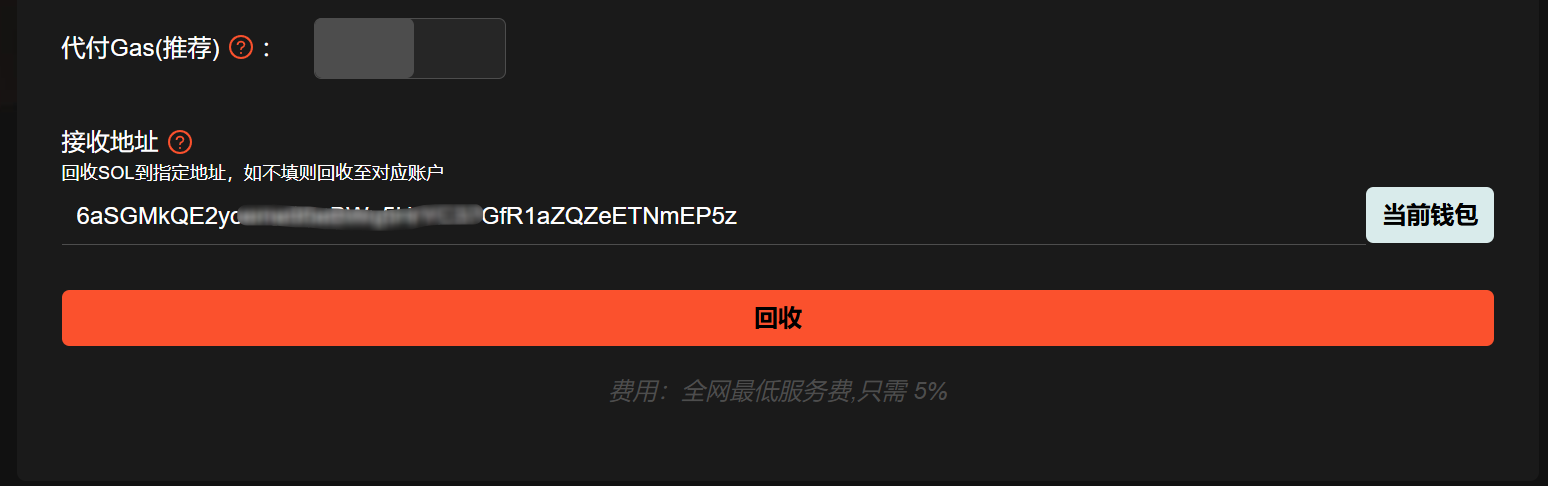 代付Gas(推荐) ? :
接收地址 ?
回收SOL到指定地址，如不填则回收至对应账户
6aSGMkQE2y GfR1aZQZeETNmEP5z
当前钱包
回收
费用：全网最低服务费,只需 5%